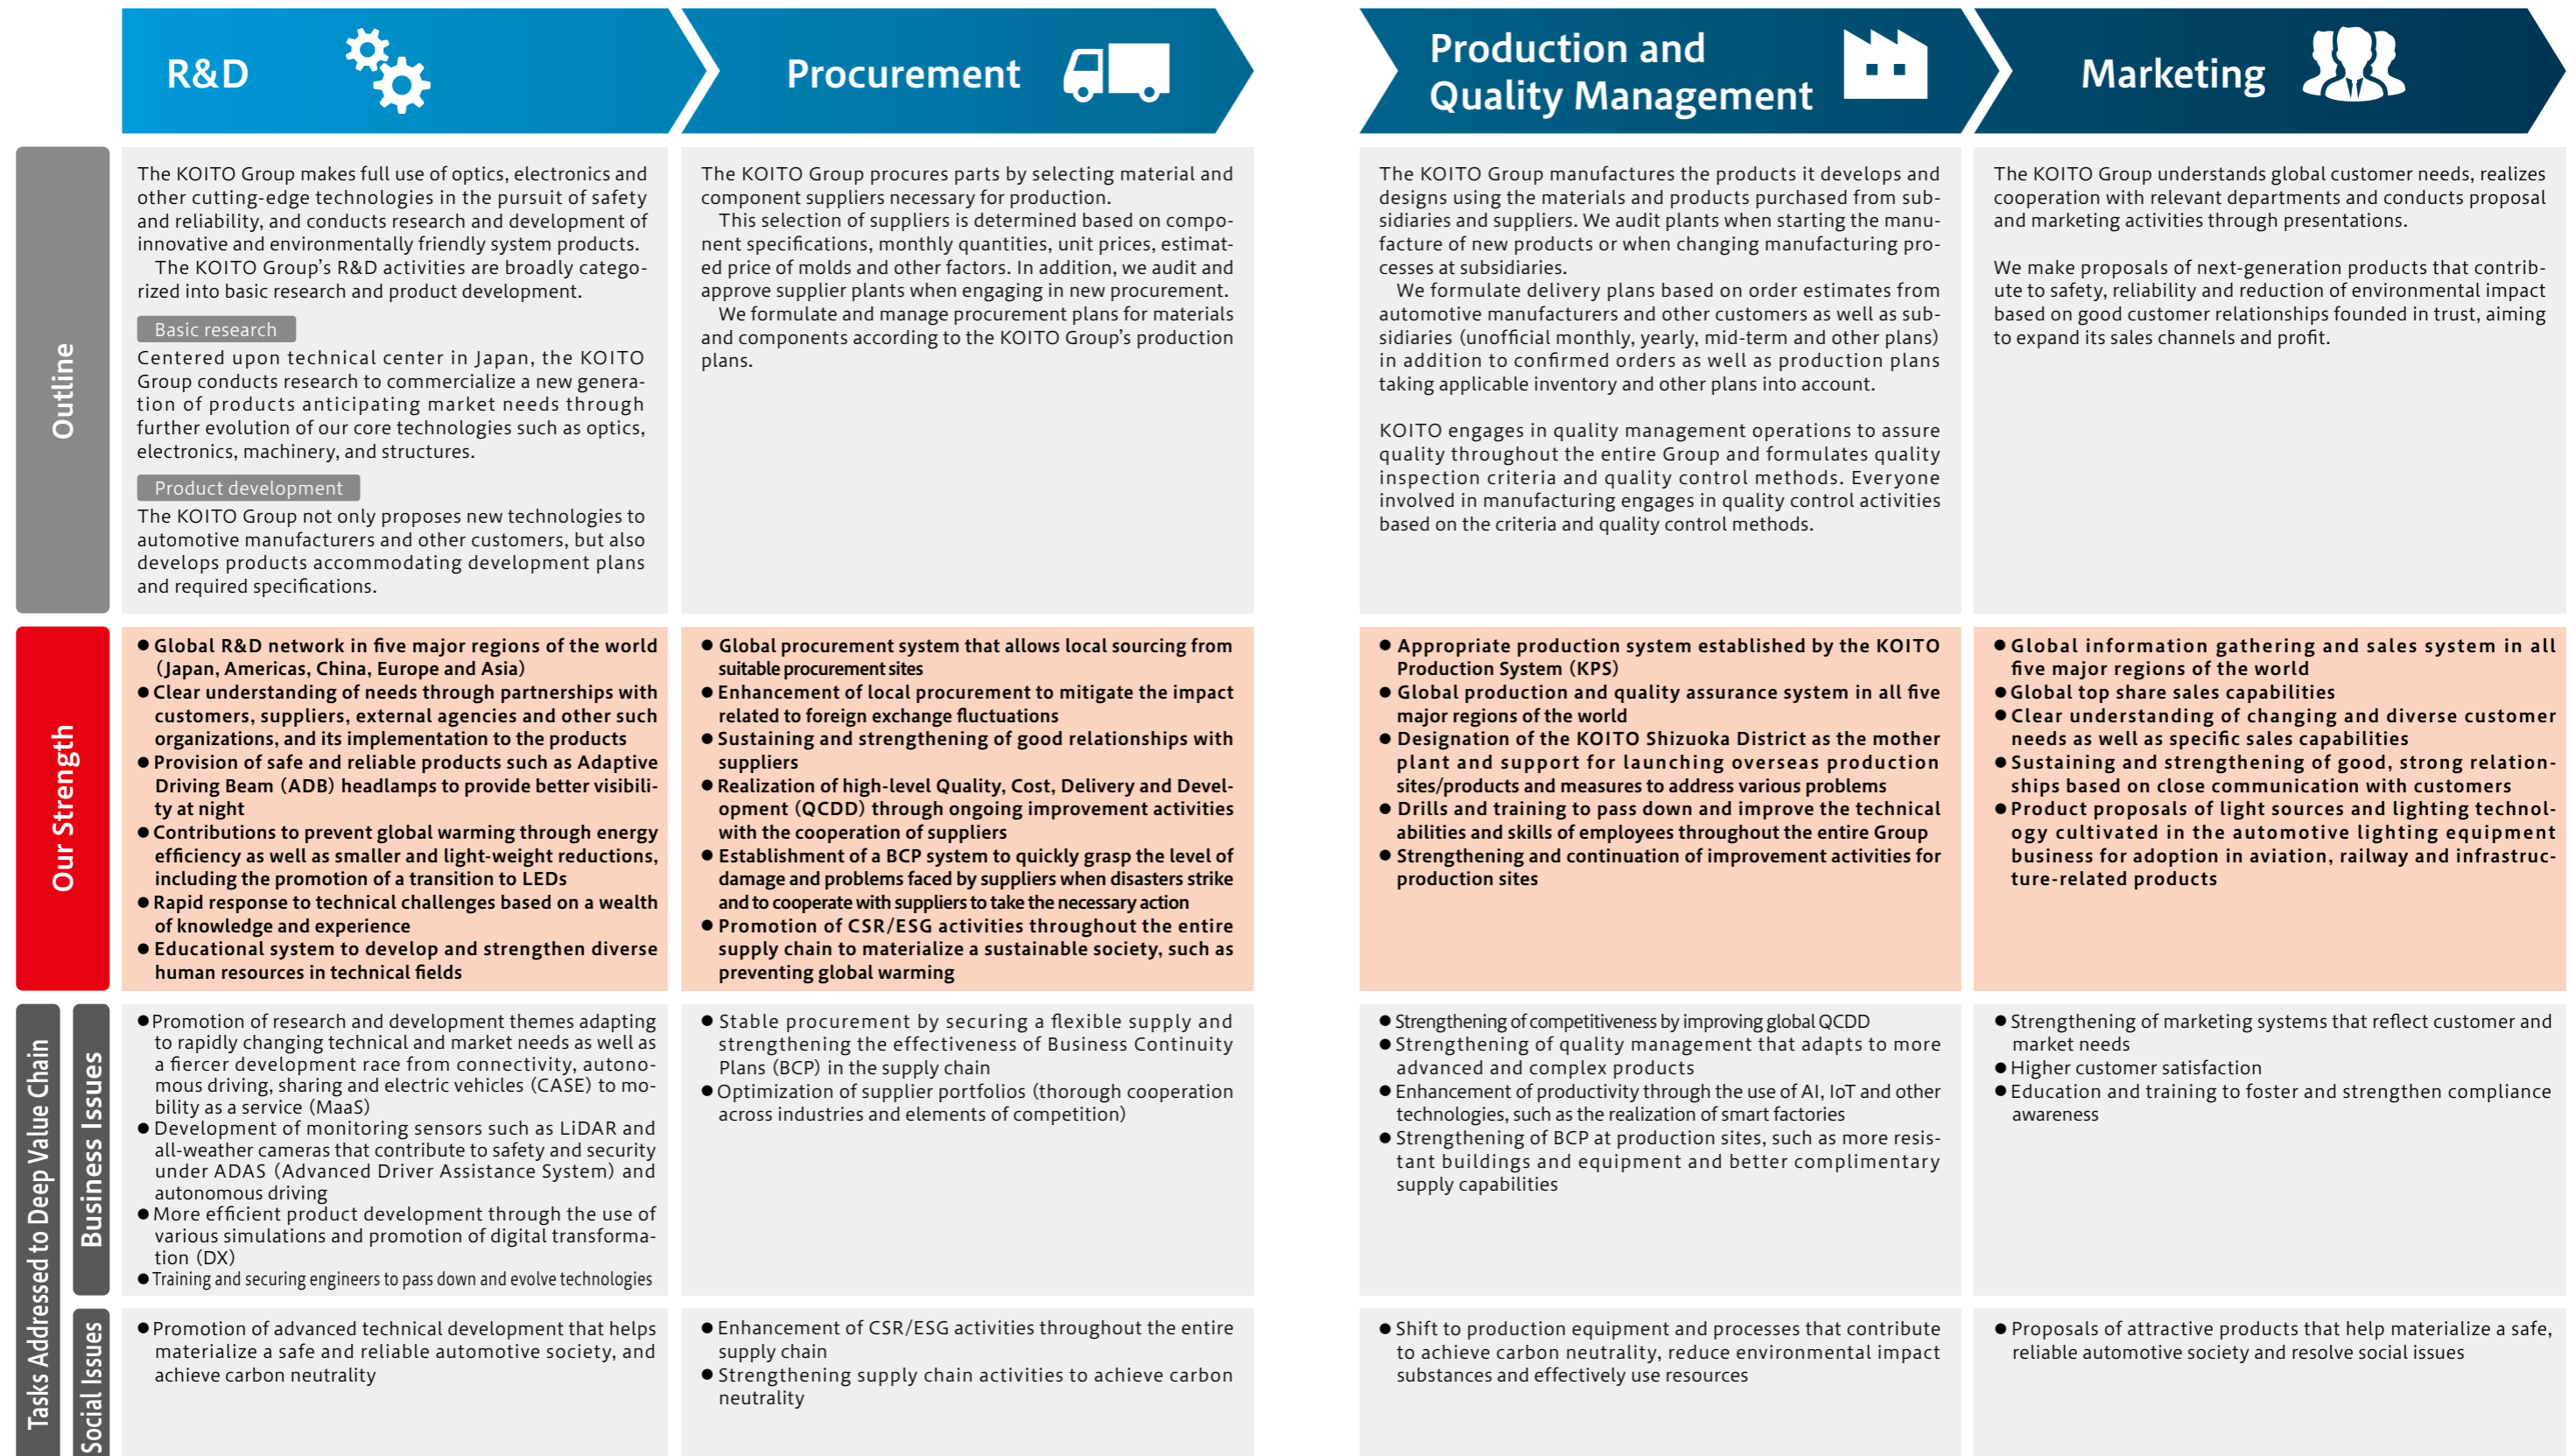 R&D
Procurement
Production and
Quality Management
Marketing
Outline
The KOITO Group makes full use of optics, electronics and
other cutting-edge technologies in the pursuit of safety
and reliability, and conducts research and development of
innovative and environmentally friendly system products.
The KOITO Group's R&D activities are broadly catego-
rized into basic research and product development.
Basic research
Centered upon technical center in Japan, the KOITO
Group conducts research to commercialize a new genera-
tion of products anticipating market needs through
further evolution of our core technologies such as optics,
electronics, machinery, and structures.
Product development
The KOITO Group not only proposes new technologies to
automotive manufacturers and other customers, but also
develops products accommodating development plans
and required specifications.
The KOITO Group procures parts by selecting material and
component suppliers necessary for production.
This selection of suppliers is determined based on compo-
nent specifications, monthly quantities, unit prices, estimat-
ed price of molds and other factors. In addition, we audit and
approve supplier plants when engaging in new procurement.
We formulate and manage procurement plans for materials
and components according to the KOITO Group's production
plans.
The KOITO Group manufactures the products it develops and
designs using the materials and products purchased from sub-
sidiaries and suppliers. We audit plants when starting the manu-
facture of new products or when changing manufacturing pro-
cesses at subsidiaries.
We formulate delivery plans based on order estimates from
automotive manufacturers and other customers as well as sub-
sidiaries (unofficial monthly, yearly, mid-term and other plans)
in addition to confirmed orders as well as production plans
taking applicable inventory and other plans into account.
KOITO engages in quality management operations to assure
quality throughout the entire Group and formulates quality
inspection criteria and quality control methods. Everyone
involved in manufacturing engages in quality control activities
based on the criteria and quality control methods.
The KOITO Group understands global customer needs, realizes
cooperation with relevant departments and conducts proposal
and marketing activities through presentations.
We make proposals of next-generation products that contrib-
ute to safety, reliability and reduction of environmental impact
based on good customer relationships founded in trust, aiming
to expand its sales channels and profit.
Our Strength
● Global R&D network in five major regions of the world
(Japan, Americas, China, Europe and Asia)
● Clear understanding of needs through partnerships with
customers, suppliers, external agencies and other such
organizations, and its implementation to the products
● Provision of safe and reliable products such as Adaptive
Driving Beam (ADB) headlamps to provide better visibili-
ty at night
● Contributions to prevent global warming through energy
efficiency as well as smaller and light-weight reductions,
including the promotion of a transition to LEDs
● Rapid response to technical challenges based on a wealth
of knowledge and experience
● Educational system to develop and strengthen diverse
human resources in technical fields
● Global procurement system that allows local sourcing from
suitable procurement sites
● Enhancement of local procurement to mitigate the impact
related to foreign exchange fluctuations
● Sustaining and strengthening of good relationships with
suppliers
● Realization of high-level Quality, Cost, Delivery and Devel-
opment (QCDD) through ongoing improvement activities
with the cooperation of suppliers
● Establishment of a BCP system to quickly grasp the level of
damage and problems faced by suppliers when disasters strike
and to cooperate with suppliers to take the necessary action
● Promotion of CSR/ESG activities throughout the entire
supply chain to materialize a sustainable society, such as
preventing global warming
● Appropriate production system established by the KOITO
Production System (KPS)
● Global production and quality assurance system in all five
major regions of the world
● Designation of the KOITO Shizuoka District as the mother
plant and support for launching overseas production
sites/products and measures to address various problems
● Drills and training to pass down and improve the technical
abilities and skills of employees throughout the entire Group
● Strengthening and continuation of improvement activities for
production sites
● Global information gathering and sales system in all
five major regions of the world
● Global top share sales capabilities
● Clear understanding of changing and diverse customer
needs as well as specific sales capabilities
● Sustaining and strengthening of good, strong relation-
ships based on close communication with customers
● Product proposals of light sources and lighting technol-
ogy cultivated in the automotive lighting equipment
business for adoption in aviation, railway and infrastruc-
ture-related products
Tasks Addressed to Deep Value Chain
Business Issues
● Promotion of research and development themes adapting
to rapidly changing technical and market needs as well as
a fiercer development race from connectivity, autono-
mous driving, sharing and electric vehicles (CASE) to mo-
bility as a service (MaaS)
● Development of monitoring sensors such as LiDAR and
all-weather cameras that contribute to safety and security
under ADAS (Advanced Driver Assistance System) and
autonomous driving
● More efficient product development through the use of
various simulations and promotion of digital transforma-
tion (DX)
● Training and securing engineers to pass down and evolve technologies
● Stable procurement by securing a flexible supply and
strengthening the effectiveness of Business Continuity
Plans (BCP) in the supply chain
● Optimization of supplier portfolios (thorough cooperation
across industries and elements of competition)
● Strengthening of competitiveness by improving global QCDD
● Strengthening of quality management that adapts to more
advanced and complex products
● Enhancement of productivity through the use of AI, IoT and other
technologies, such as the realization of smart factories
● Strengthening of BCP at production sites, such as more resis-
tant buildings and equipment and better complimentary
supply capabilities
● Strengthening of marketing systems that reflect customer and
market needs
● Higher customer satisfaction
● Education and training to foster and strengthen compliance
awareness
Social Issues
● Promotion of advanced technical development that helps
materialize a safe and reliable automotive society, and
achieve carbon neutrality
● Enhancement of CSR/ESG activities throughout the entire
supply chain
● Strengthening supply chain activities to achieve carbon
neutrality
● Shift to production equipment and processes that contribute
to achieve carbon neutrality, reduce environmental impact
substances and effectively use resources
● Proposals of attractive products that help materialize a safe,
reliable automotive society and resolve social issues